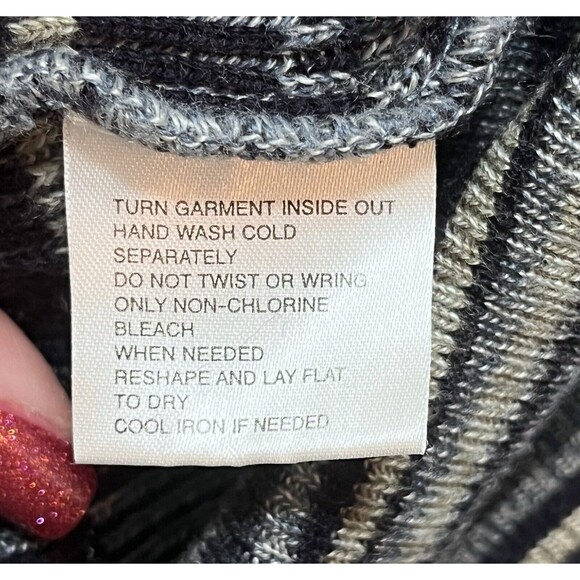 TURN GARMENT INSIDE OUT
HAND WASH COLD
SEPARATELY
DO NOT TWIST OR WRING
ONLY NON-CHLORINE
BLEACH
WHEN NEEDED
RESHAPE AND LAY FLAT
TO DRY
COOL IRON IF NEEDED